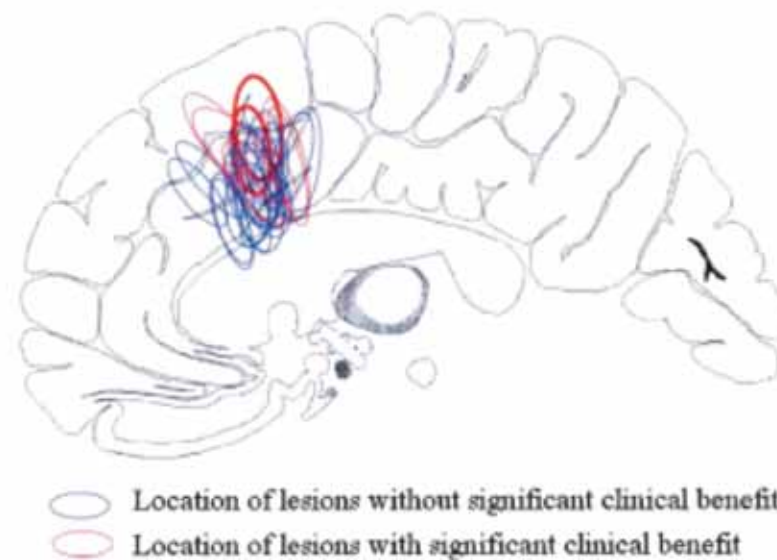 Location of lesions without significant clinical benefit
Location of lesions with significant clinical benefit